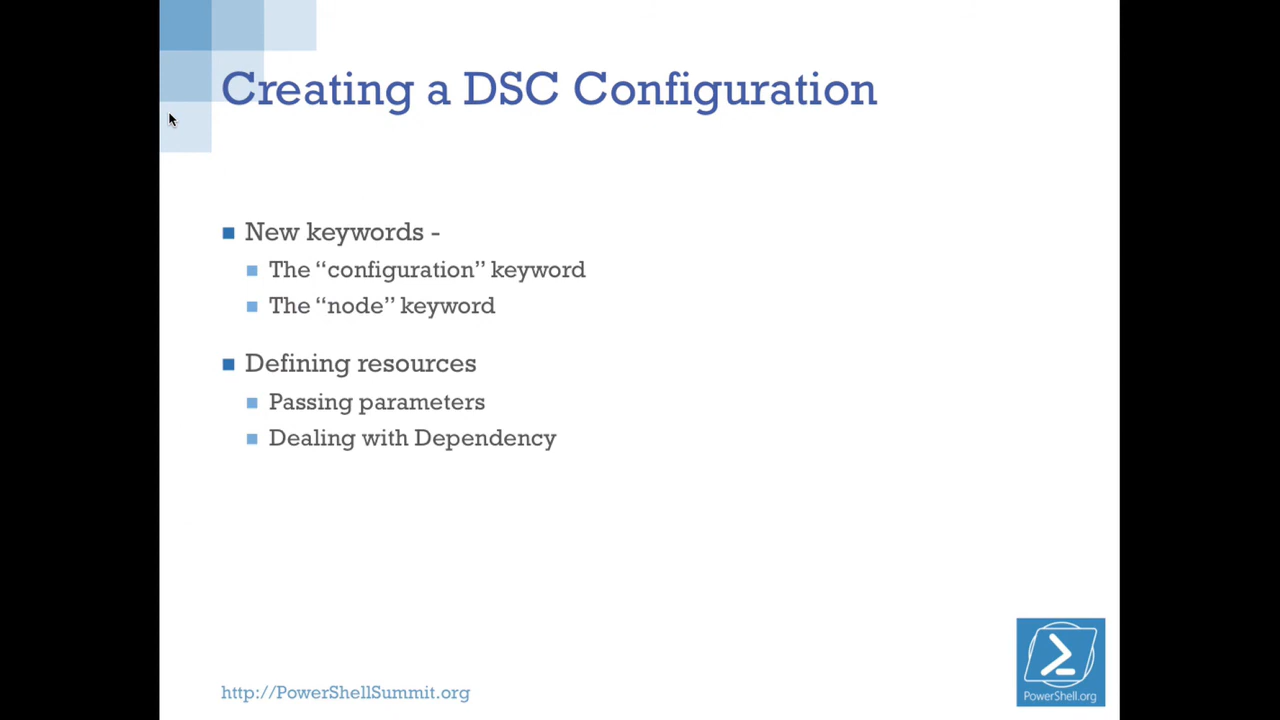 Creating a DSC Configuration
New keywords -
The “configuration” keyword
The “node” keyword
Defining resources
Passing parameters
Dealing with Dependency
http://PowerShellSummit.org
PowerShell.org